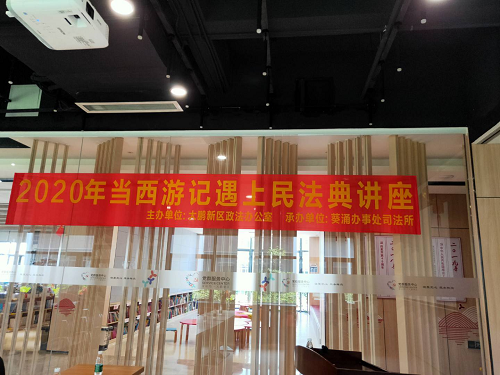 2020年当西游记遇上民法典讲座
主办单位: 大鹏新区政法办公室 承办单位: 葵涌办事处司法所